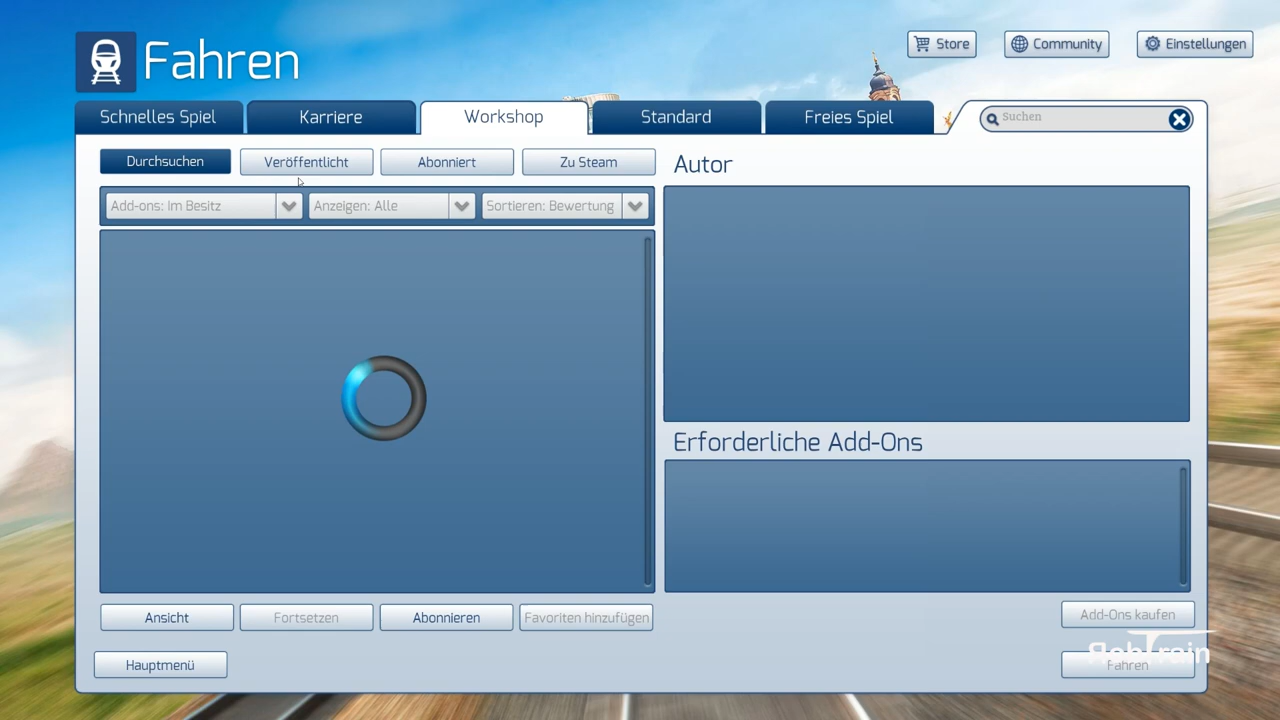 Fahren
Store
Community
Einstellungen
Schnelles Spiel
Karriere
Workshop
Standard
Freies Spiel
Suchen
Durchsuchen
Veröffentlicht
Abonniert
Zu Steam
Autor
Add-ons: Im Besitz
Anzeigen: Alle
Sortieren: Bewertung
Erforderliche Add-Ons
Ansicht
Fortsetzen
Abonnieren
Favoriten hinzufügen
Add-Ons kaufen
Hauptmenü
Fahren
RobTrain